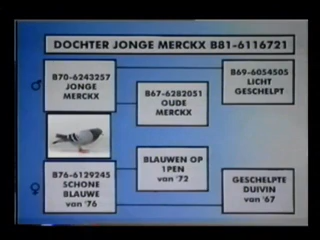 DOCHTER JONGE MERCKX B81-6116721
B70-6243257
JONGE
MERCKX
B69-6054505
LICHT
GESCHELPT
B67-6282051
OUDE
MERCKX
BLAUWEN OP
1PEN
van '72
B76-6129245
SCHONE
BLAUWE
van '76
GESCHELPTE
DUIVIN
van '67